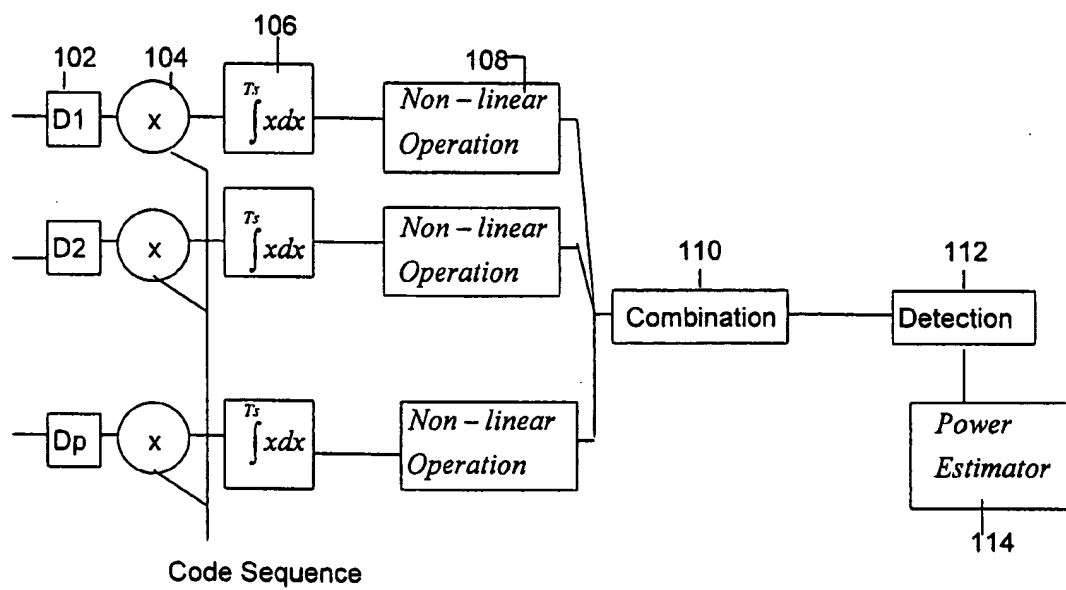 102
104
106
108
D1
x
Ts
∫xdx
Non – linear
Operation
D2
x
Ts
∫xdx
Non – linear
Operation
110
112
Combination
Detection
Dp
x
Ts
∫xdx
Non – linear
Operation
Power
Estimator
114
Code Sequence